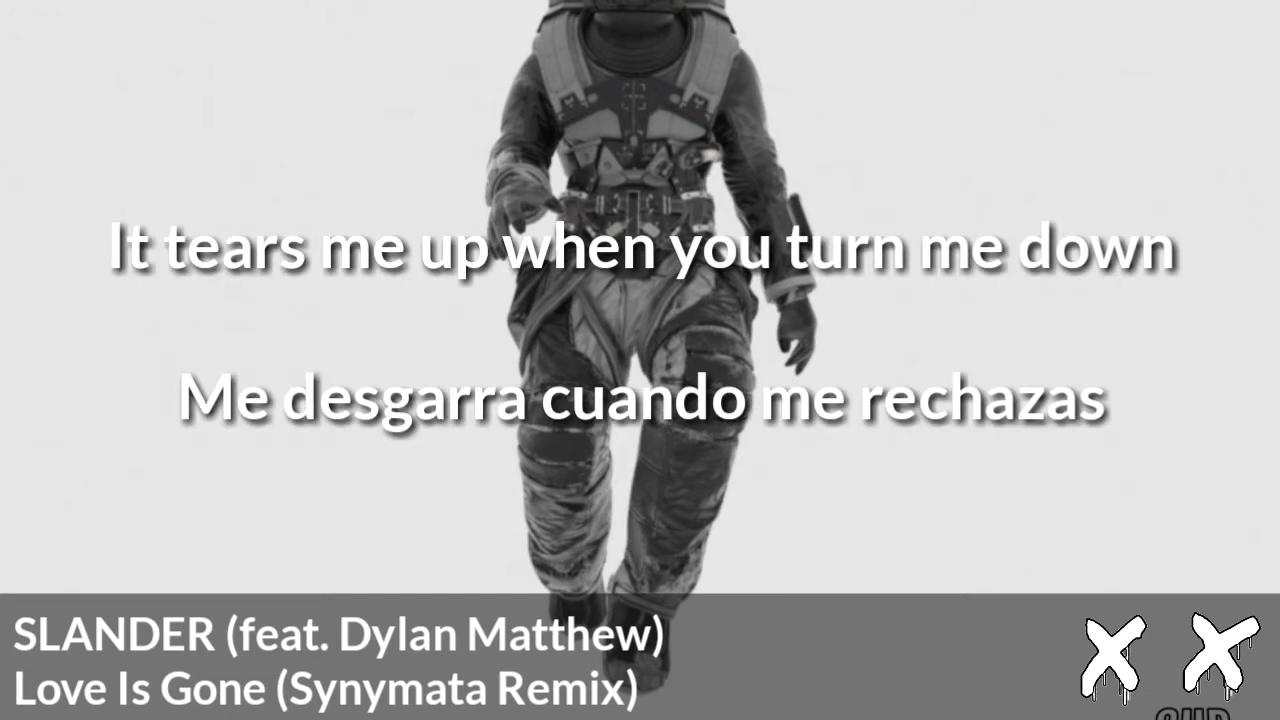 It tears me up when you turn me down
Me desgarra cuando me rechazas
SLANDER (feat. Dylan Matthew)
Love Is Gone (Synymata Remix)
X X